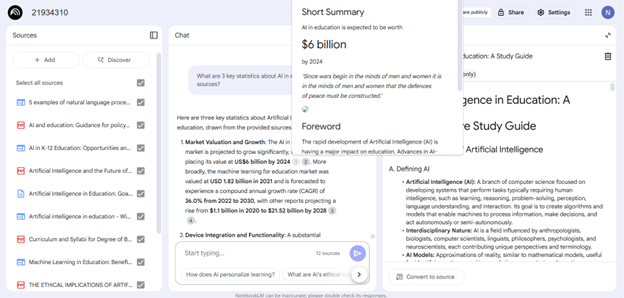 21934310
are publicly
Share
Settings
N
Sources
+ Add
Discover
Select all sources
5 examples of natural language proce...
AI and education: Guidance for policy...
AI in K-12 Education: Opportunities an...
Artificial Intelligence and the Future of...
Artificial Intelligence in Education: Goa...
Artificial intelligence in education - Wi...
Curriculum and Syllabi for Degree of B...
Machine Learning in Education: Benefi...
THE ETHICAL IMPLICATIONS OF ARTIF...
Chat
What are 3 key statistics about AI in e
sources?
Here are three key statistics about Artificial
education, drawn from the provided sources
1. Market Valuation and Growth: The AI in
market is projected to grow significantly,
placing its value at US$6 billion by 2024 1 2 . More
broadly, the machine learning for education market was
valued at USD 1.82 billion in 2021 and is forecasted to
experience a compound annual growth rate (CAGR) of
36.0% from 2022 to 2030, with other reports projecting a
rise from $1.1 billion in 2020 to $21.52 billion by 2028 3
4 .
2. Device Integration and Functionality: A substantial
Start typing...
12 sources
How does AI personalize learning?
What are AI's ethical
Short Summary
AI in education is expected to be worth
$6 billion
by 2024
'Since wars begin in the minds of men and women it is
in the minds of men and women that the defences
of peace must be constructed.'
Foreword
The rapid development of Artificial Intelligence (AI) is
having a major impact on education. Advances in AI-
ducation: A Study Guide
only)
gence in Education: A
ve Study Guide
Artificial Intelligence
A. Defining AI
• Artificial Intelligence (AI): A branch of computer science focused on
developing systems that perform tasks typically requiring human
intelligence, such as learning, reasoning, problem-solving, perception,
language understanding, and interaction. Its goal is to create algorithms
and models that enable machines to process information, make decisions, and
act autonomously or semi-autonomously.
• Interdisciplinary Nature: AI is a field influenced by anthropologists,
biologists, computer scientists, linguists, philosophers, psychologists, and
neuroscientists, each contributing unique perspectives and terminology.
• AI Models: Approximations of reality, similar to mathematical models, useful
Convert to source
NotebookLM can be inaccurate; please double check its responses.